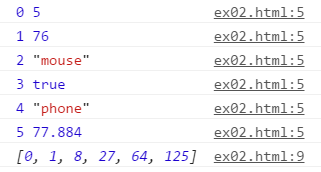 0 5 ex02.html:5
1 76 ex02.html:5
2 "mouse" ex02.html:5
3 true ex02.html:5
4 "phone" ex02.html:5
5 77.884 ex02.html:5
[0, 1, 8, 27, 64, 125] ex02.html:9